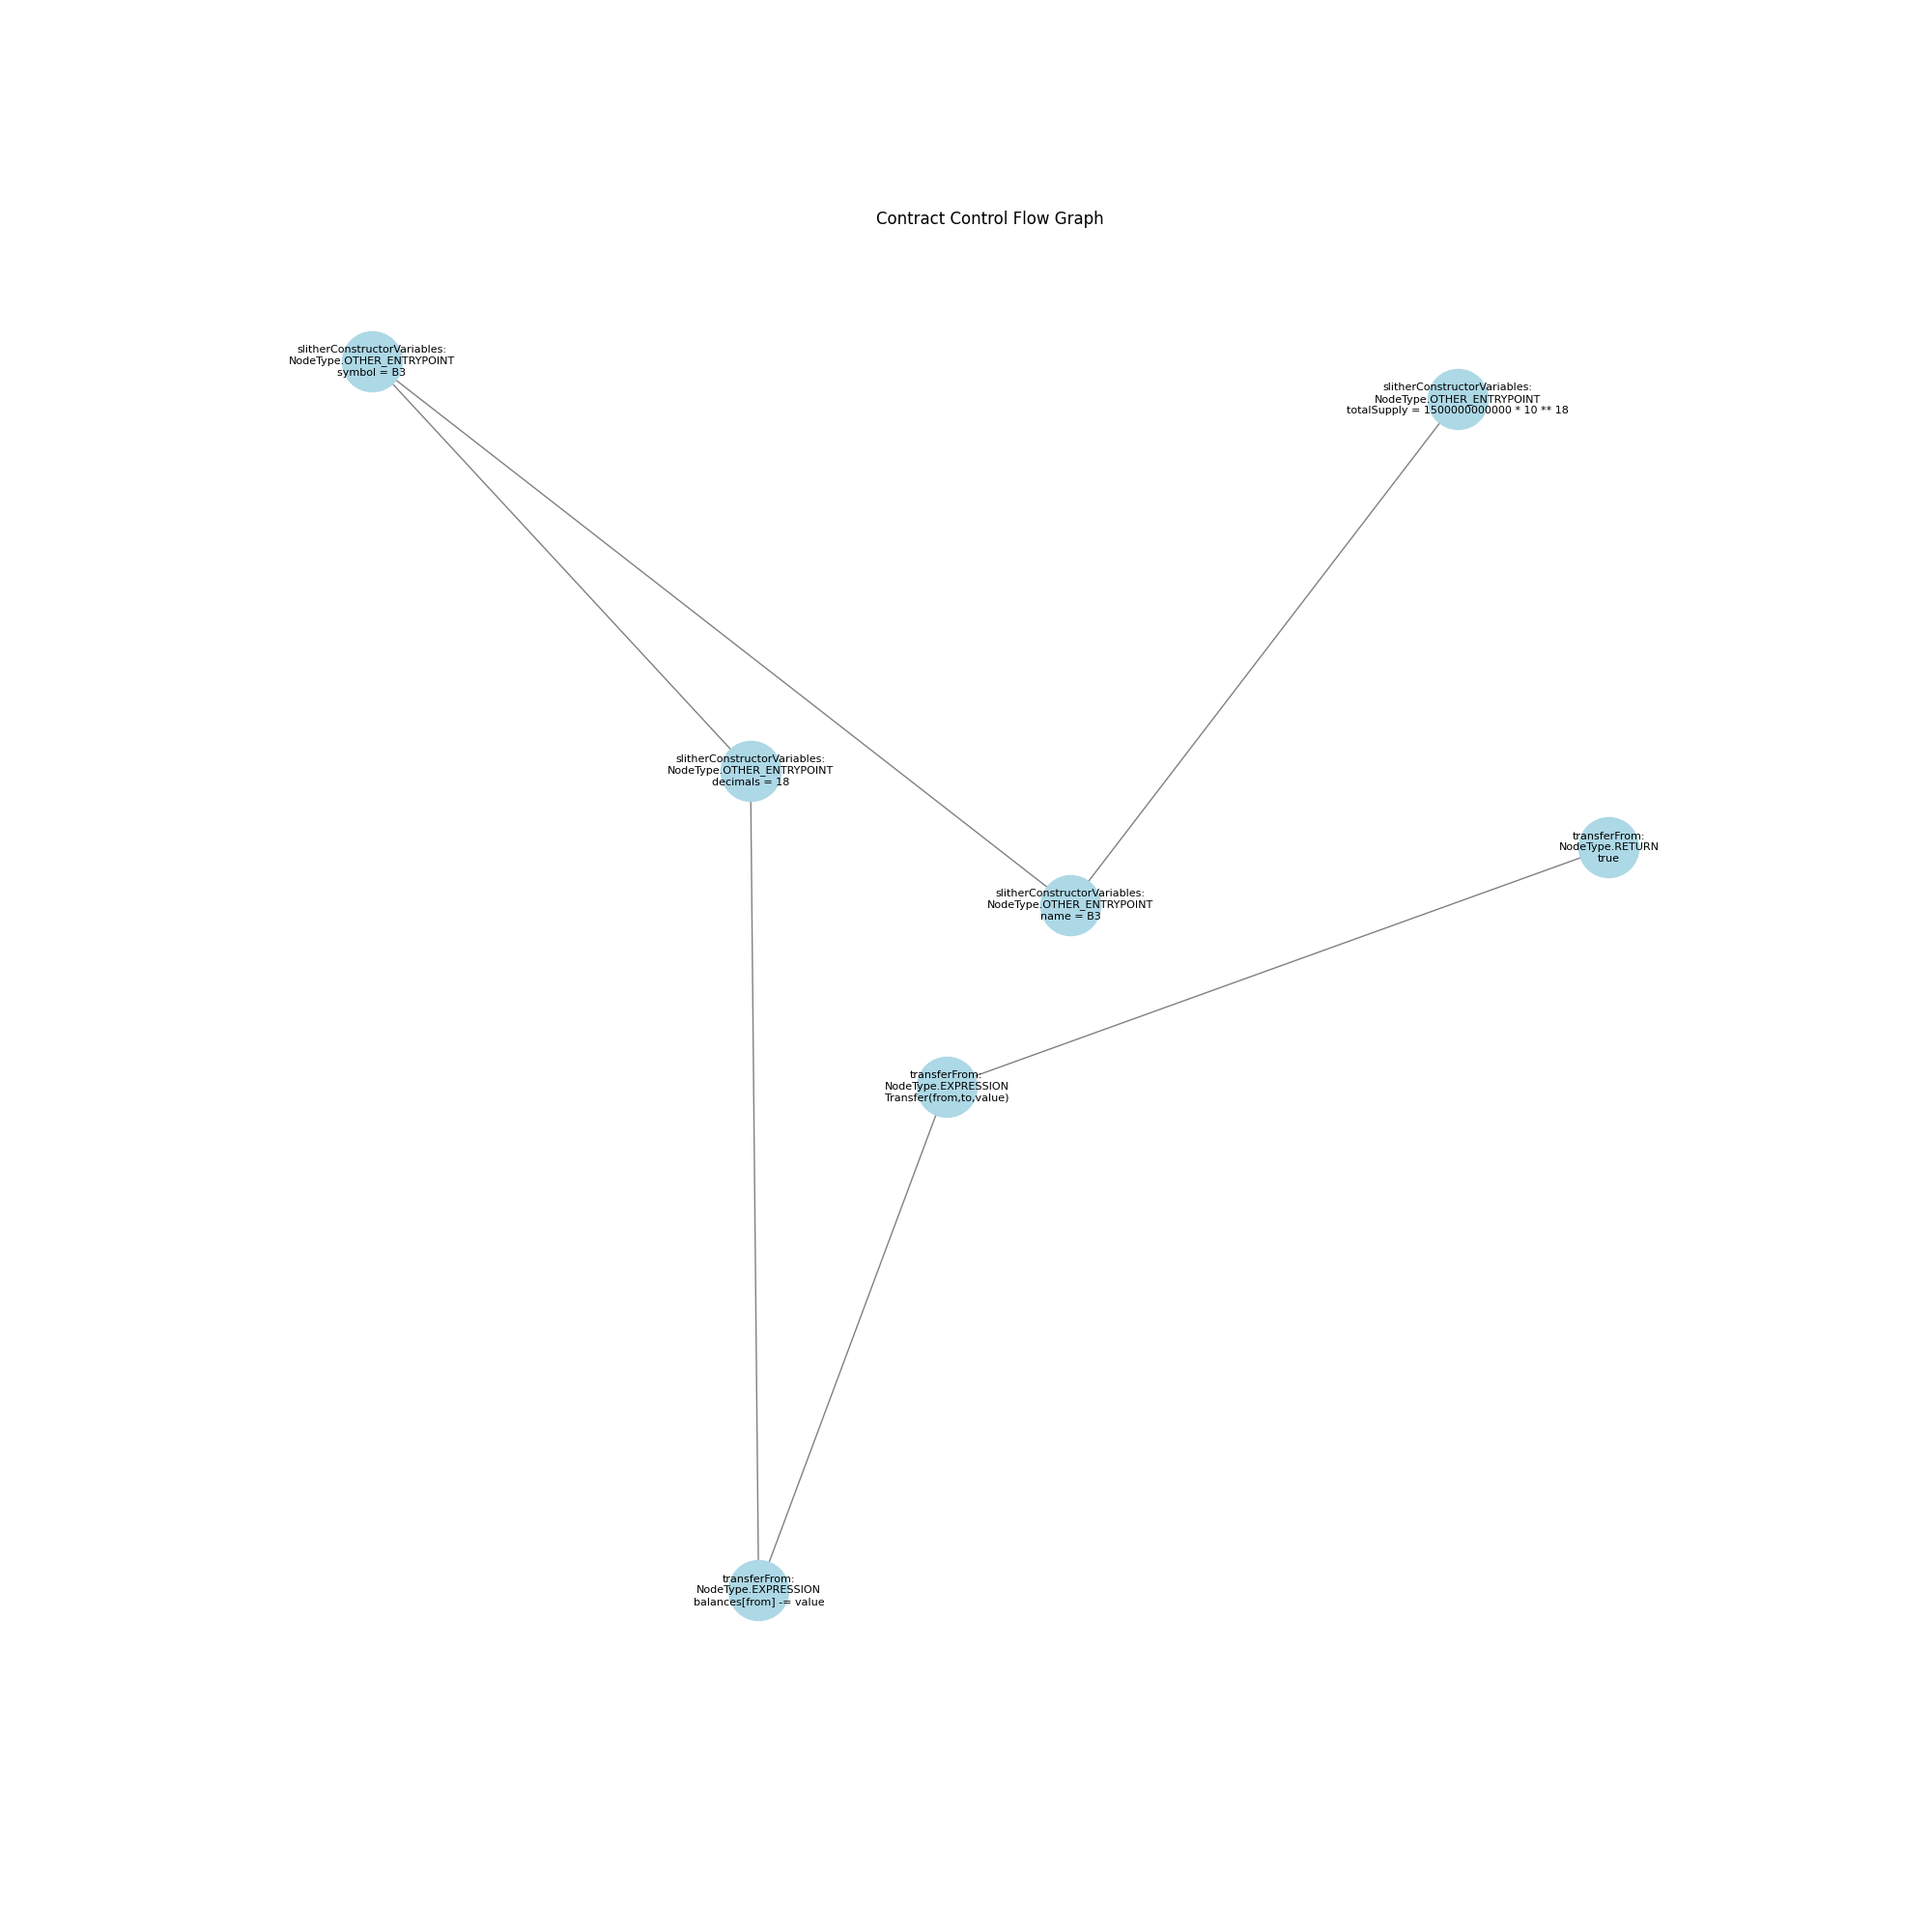 Contract Control Flow Graph
slitherConstructorVariables:
NodeType.OTHER_ENTRYPOINT
symbol = B3
slitherConstructorVariables:
NodeType.OTHER_ENTRYPOINT
totalSupply = 1500000000000 * 10 ** 18
slitherConstructorVariables:
NodeType.OTHER_ENTRYPOINT
decimals = 18
transferFrom:
NodeType.RETURN
true
slitherConstructorVariables:
NodeType.OTHER_ENTRYPOINT
name = B3
transferFrom:
NodeType.EXPRESSION
Transfer(from,to,value)
transferFrom:
NodeType.EXPRESSION
balances[from] -= value